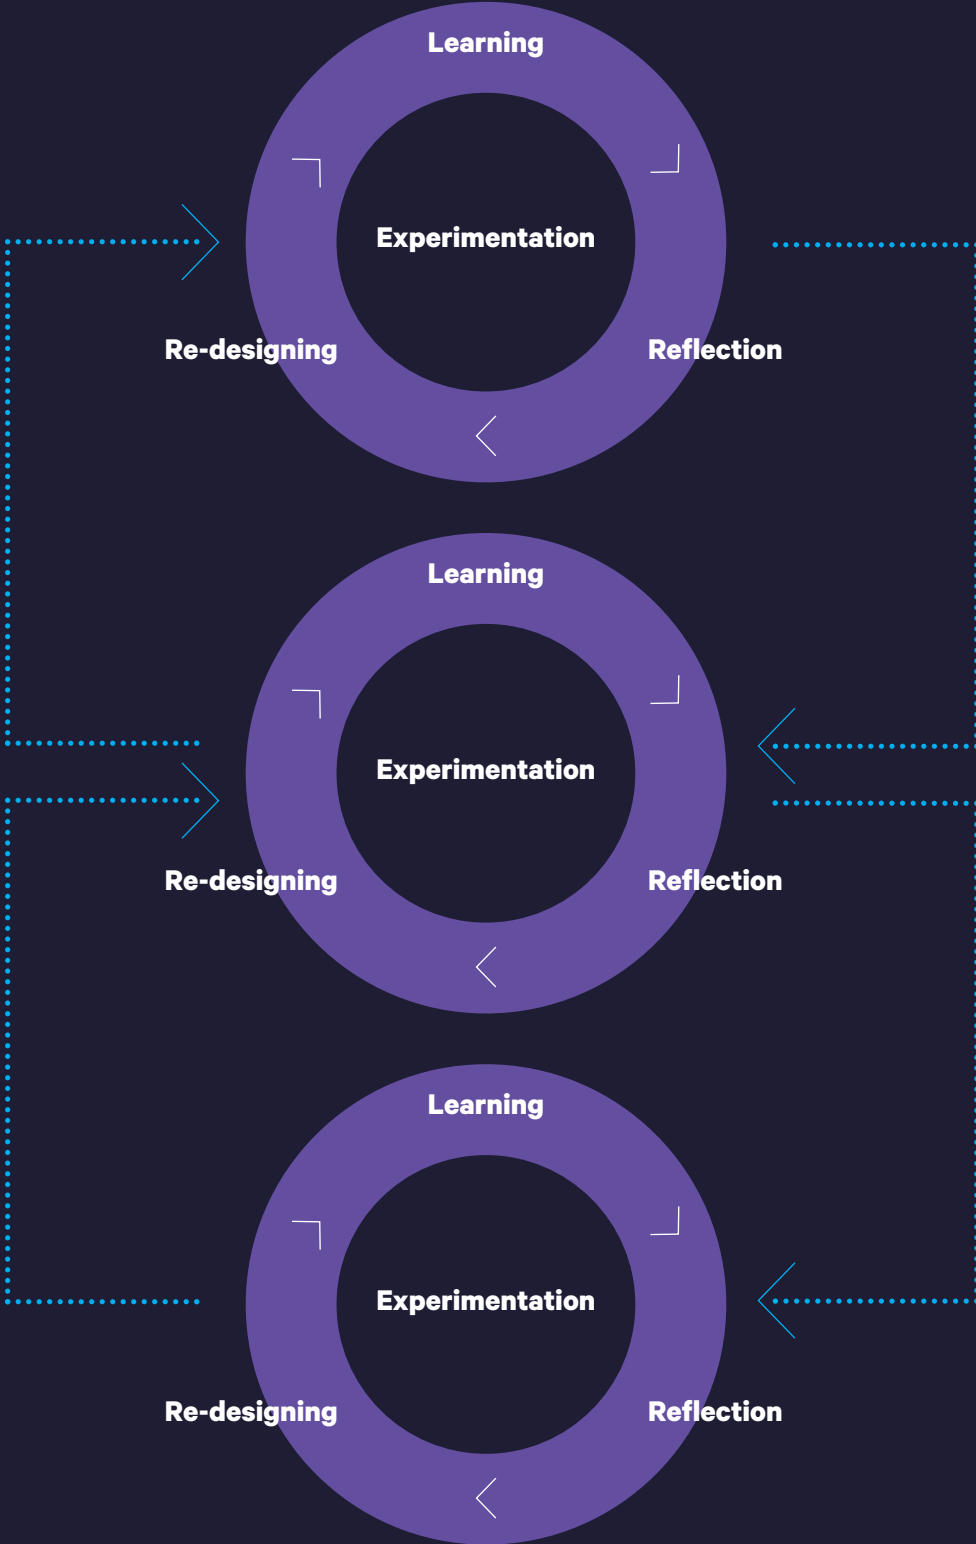 Learning
Experimentation
Re-designing
Reflection
Learning
Experimentation
Re-designing
Reflection
Learning
Experimentation
Re-designing
Reflection